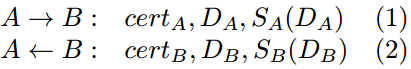 A → B : cert_A, D_A, S_A(D_A) (1)
A ← B : cert_B, D_B, S_B(D_B) (2)